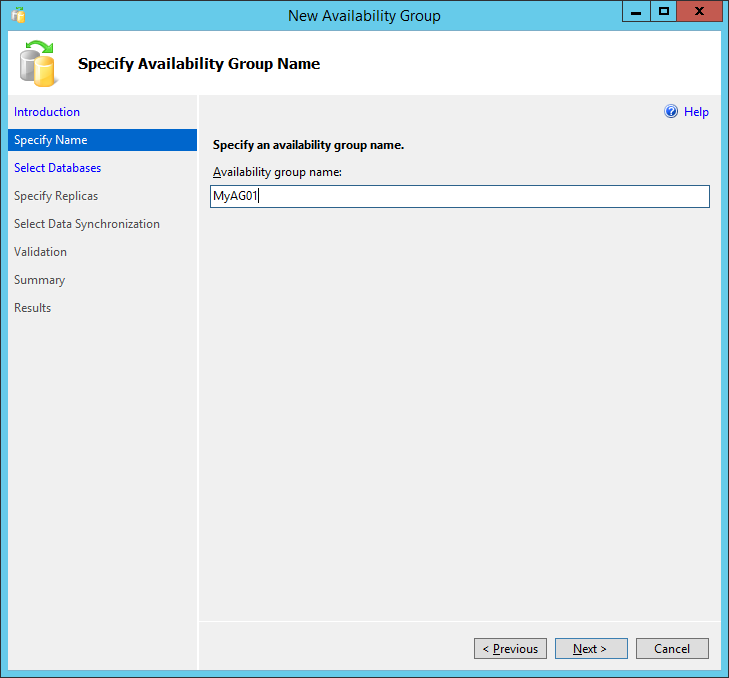 New Availability Group
X
Specify Availability Group Name
Introduction
Specify Name
Select Databases
Specify Replicas
Select Data Synchronization
Validation
Summary
Results
? Help
Specify an availability group name.
Availability group name:
MyAG01
< Previous
Next >
Cancel